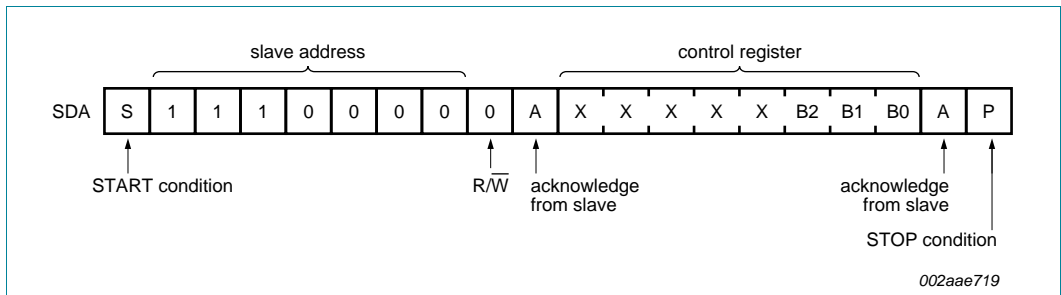 slave address control register
SDA S 1 1 1 0 0 0 0 0 A X X X X X B2 B1 B0 A P
START condition R/W̅ acknowledge from slave acknowledge from slave
STOP condition
002aae719